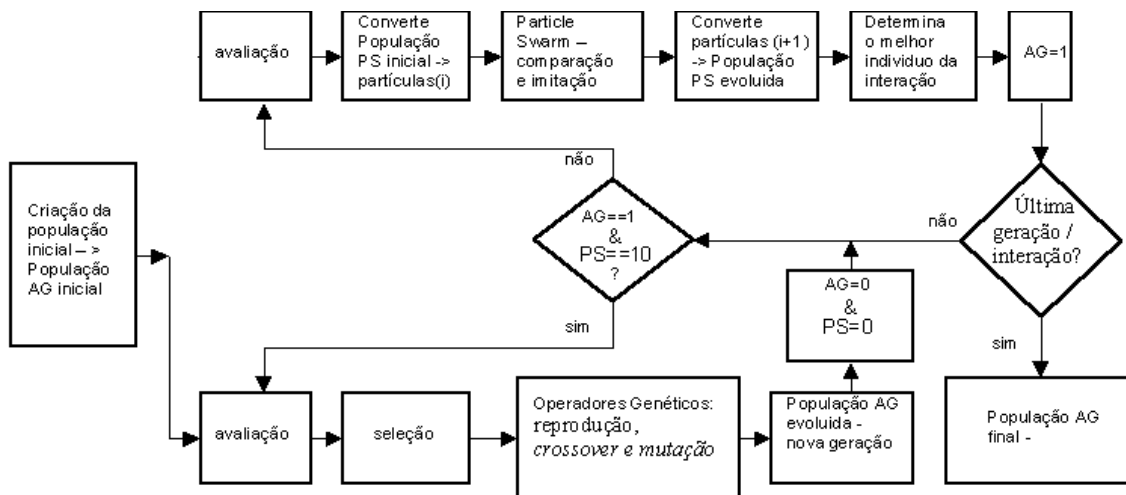 avaliação
Converte
População
PS inicial ->
partículas(i)
Particle
Swarm –
comparação
e imitação
Converte
partículas (i+1)
-> População
PS evoluida
Determina
o melhor
individuo da
interação
AG=1
não
Criação da
população
inicial – >
População
AG inicial
AG==1
&
PS==10
?
não
Última
geração /
interação?
AG=0
&
PS=0
sim
sim
avaliação
seleção
Operadores Genéticos:
reprodução,
crossover e mutação
População AG
evoluida -
nova geração
População AG
final -